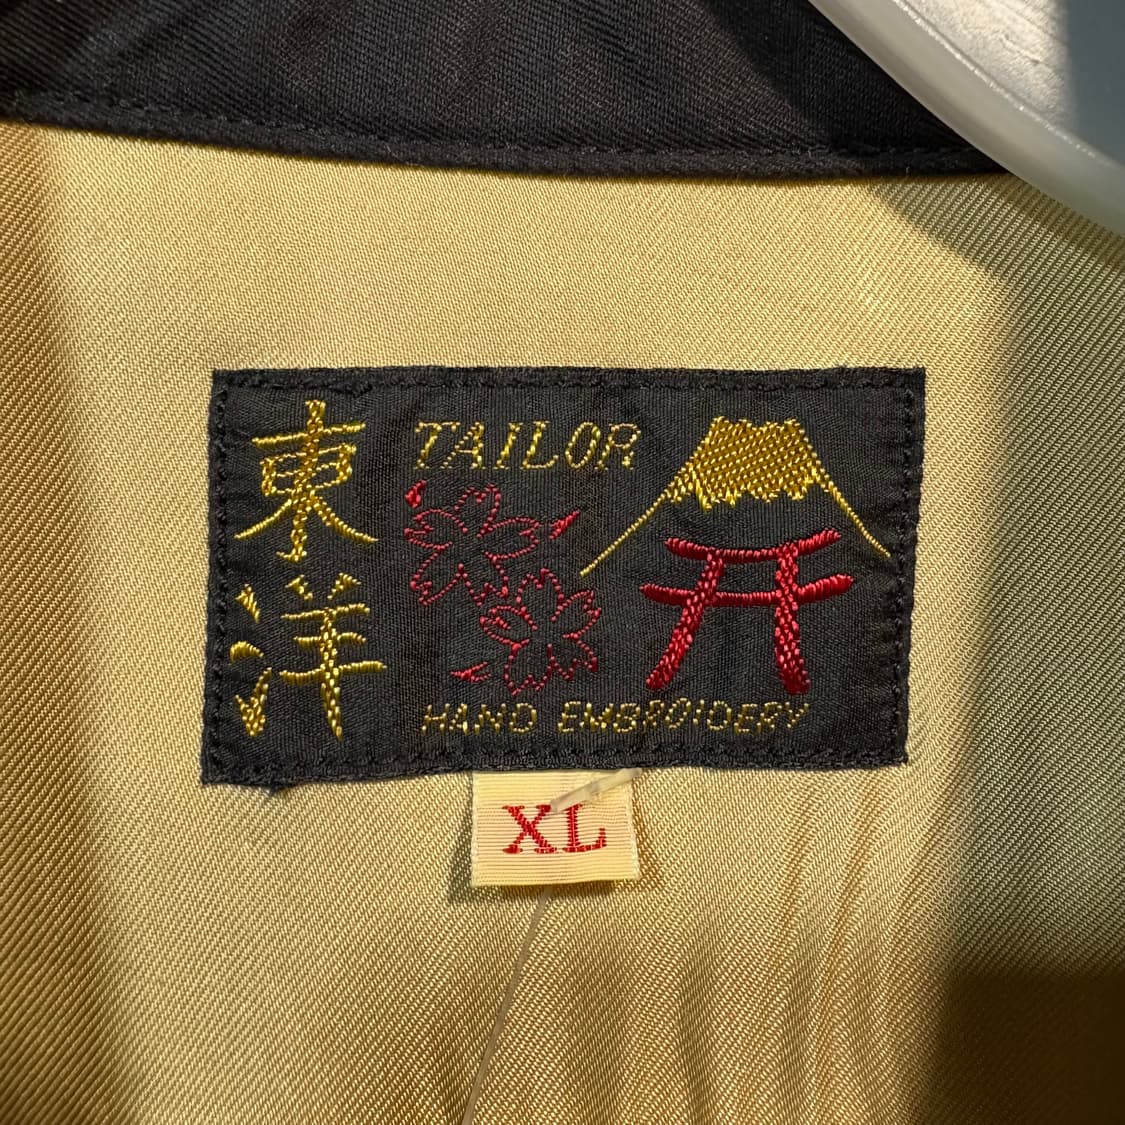 東洋
TAILOR
HAND EMBROIDERY
XL